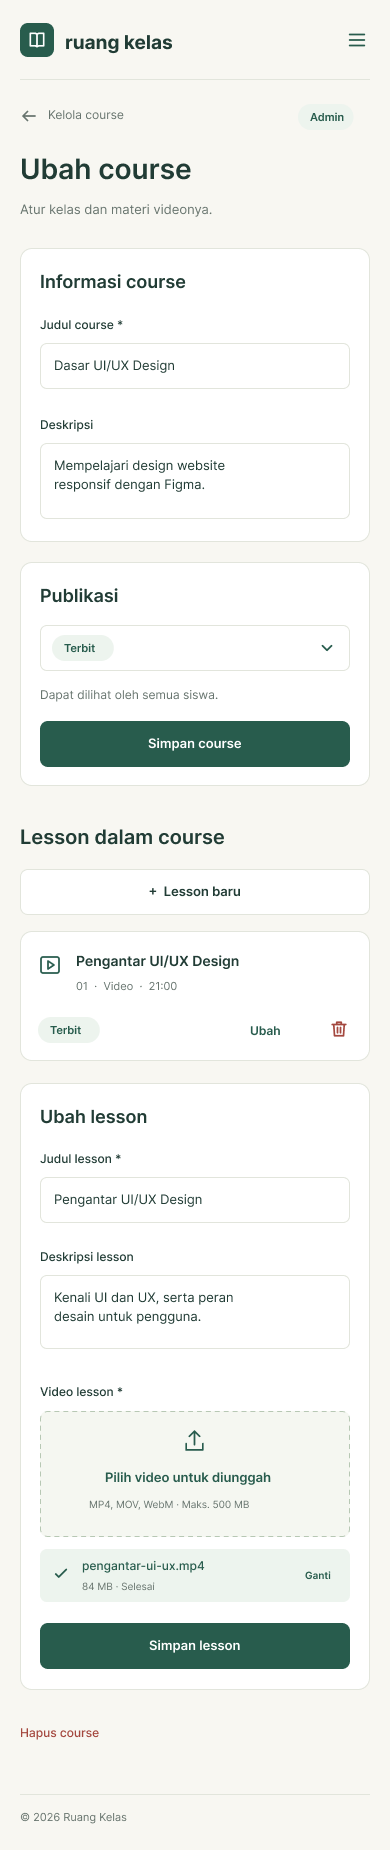 ruang kelas
Kelola course
Admin
Ubah course
Atur kelas dan materi videonya.
Informasi course
Judul course *
Dasar UI/UX Design
Deskripsi
Mempelajari design website
responsif dengan Figma.
Publikasi
Terbit
Dapat dilihat oleh semua siswa.
Simpan course
Lesson dalam course
+ Lesson baru
Pengantar UI/UX Design
01 · Video · 21:00
Terbit
Ubah
Ubah lesson
Judul lesson *
Pengantar UI/UX Design
Deskripsi lesson
Kenali UI dan UX, serta peran
desain untuk pengguna.
Video lesson *
Pilih video untuk diunggah
MP4, MOV, WebM · Maks. 500 MB
pengantar-ui-ux.mp4
84 MB · Selesai
Ganti
Simpan lesson
Hapus course
© 2026 Ruang Kelas